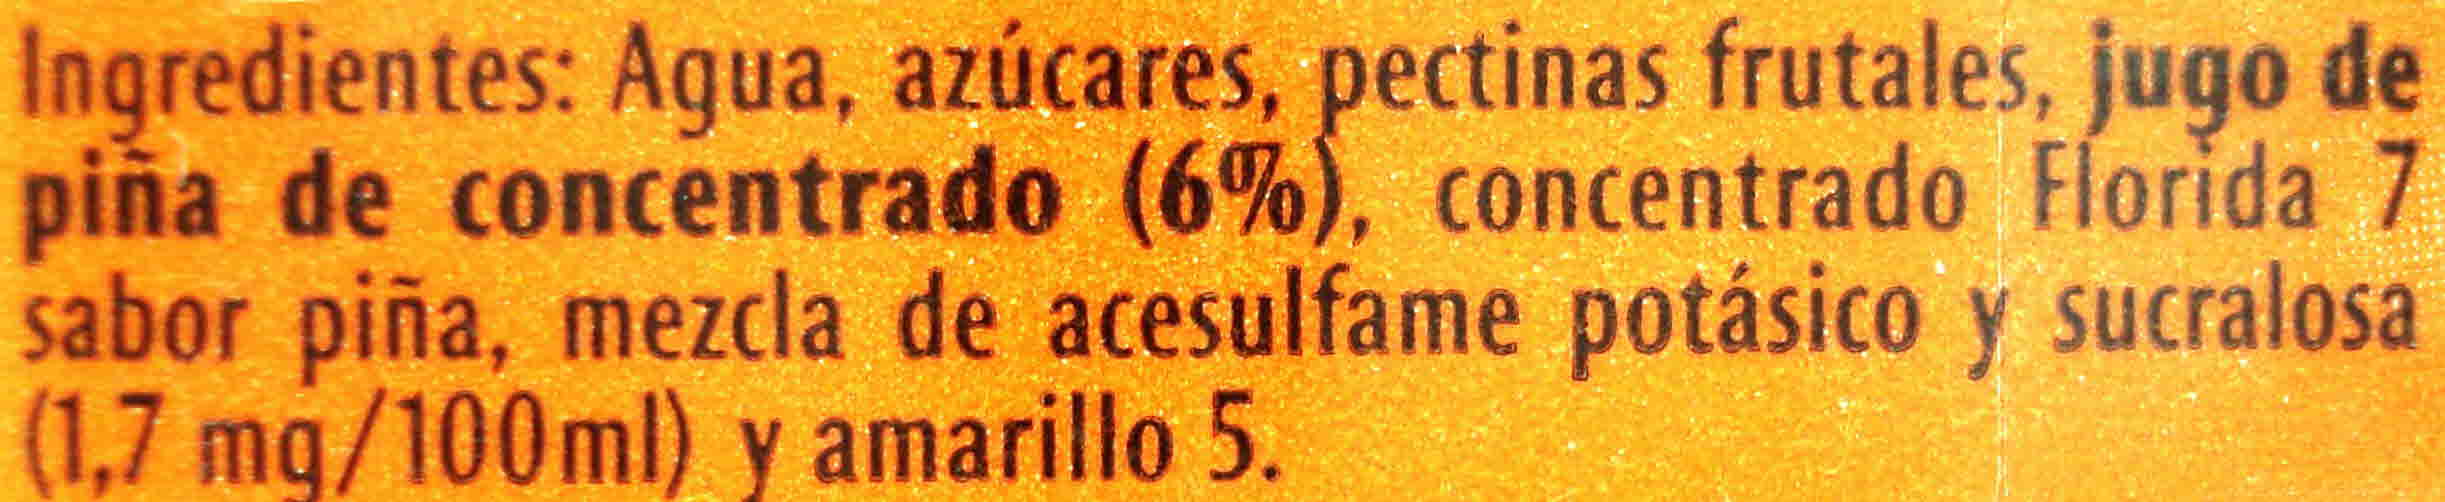 Ingredientes: Agua, azúcares, pectinas frutales, jugo de
piña de concentrado (6%), concentrado Florida 7
sabor piña, mezcla de acesulfame potásico y sucralosa
(1,7 mg/100ml) y amarillo 5.